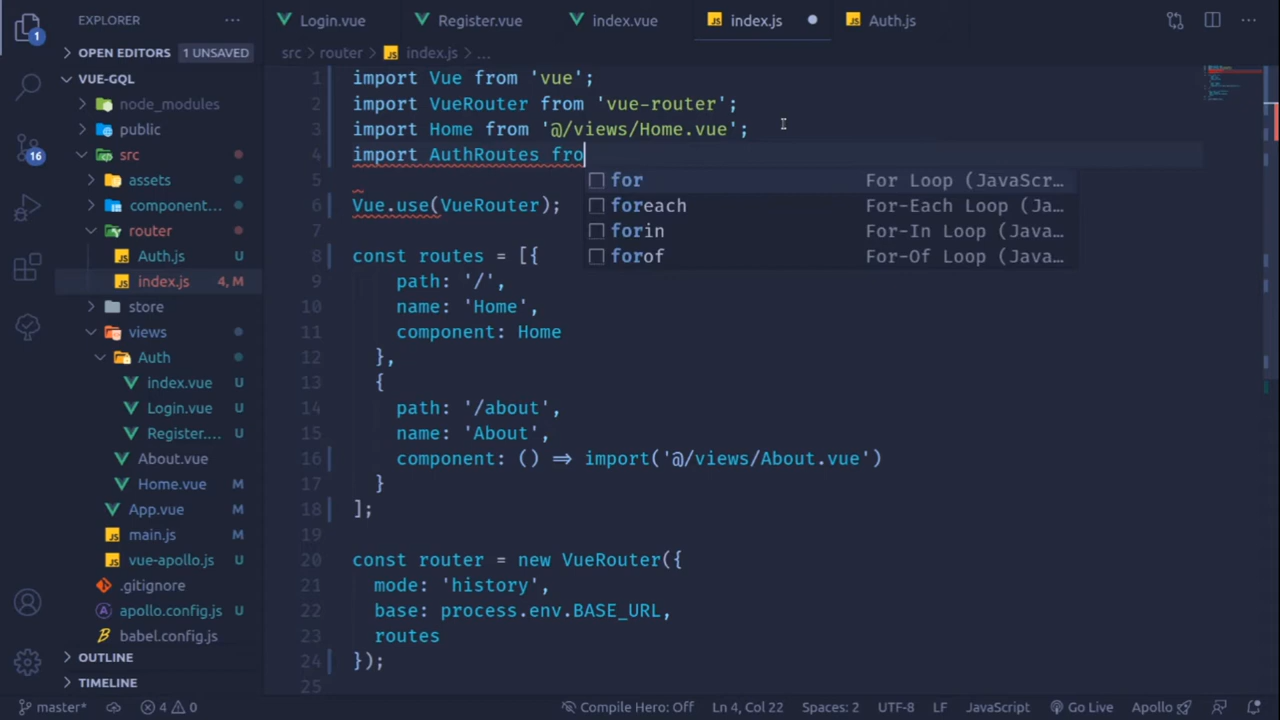 EXPLORER
OPEN EDITORS
1 UNSAVED
VUE-GQL
node_modules
public
src
assets
component...
router
Auth.js
U
index.js
4, M
store
views
Auth
index.vue
U
Login.vue
U
Register....
U
About.vue
Home.vue
M
App.vue
M
main.js
M
vue-apollo.js
U
.gitignore
apollo.config.js
U
babel.config.js
OUTLINE
TIMELINE
1
16
Login.vue
Register.vue
index.vue
index.js
Auth.js
src > router > index.js > ...
1 import Vue from 'vue';
2 import VueRouter from 'vue-router';
3 import Home from '@/views/Home.vue';
4 import AuthRoutes fro
5
6 Vue.use(VueRouter);
7
8 const routes = [{
9 path: '/',
10 name: 'Home',
11 component: Home
12 },
13 {
14 path: '/about',
15 name: 'About',
16 component: () => import('@/views/About.vue')
17 }
18 ];
19
20 const router = new VueRouter({
21 mode: 'history',
22 base: process.env.BASE_URL,
23 routes
24 });
25
for For Loop (JavaScr...
foreach For-Each Loop (Ja...
forin For-In Loop (JavaS...
forof For-Of Loop (JavaS...
master*
4
0
Compile Hero: Off
Ln 4, Col 22
Spaces: 2
UTF-8
LF
JavaScript
Go Live
Apollo